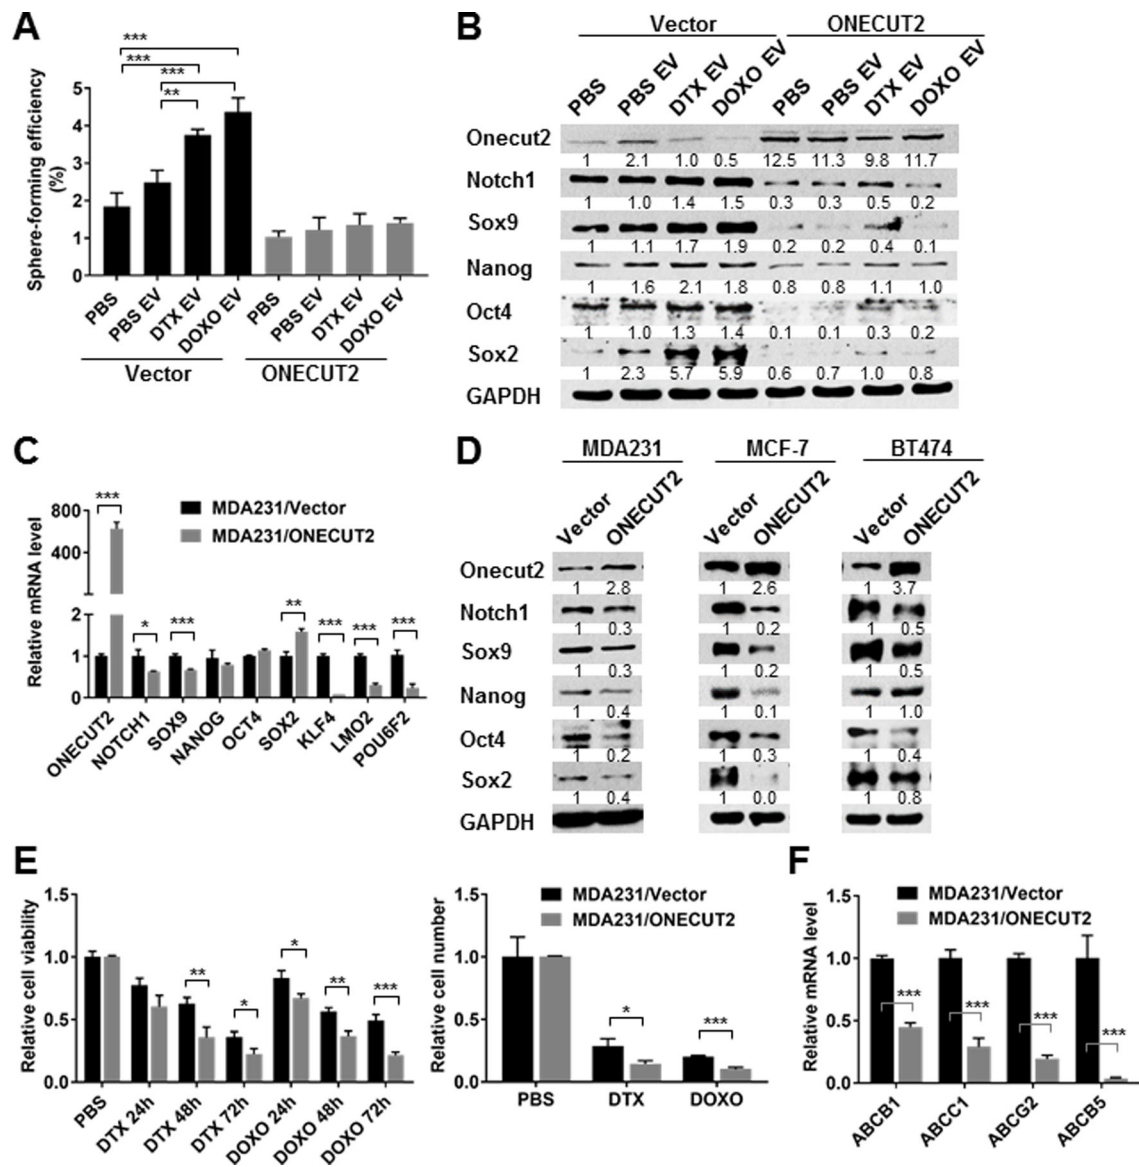 A
***
***
***
**
Sphere-forming efficiency
(%)
5
4
3
2
1
0
PBS
PBS EV
DTX EV
DOXO EV
PBS
PBS EV
DTX EV
DOXO EV
Vector
ONECUT2
B
Vector
ONECUT2
PBS
PBS EV
DTX EV
DOXO EV
PBS
PBS EV
DTX EV
DOXO EV
Onecut2
1 2.1 1.0 0.5 12.5 11.3 9.8 11.7
Notch1
1 1.0 1.4 1.5 0.3 0.3 0.5 0.2
Sox9
1 1.1 1.7 1.9 0.2 0.2 0.4 0.1
Nanog
1 1.6 2.1 1.8 0.8 0.8 1.1 1.0
Oct4
1 1.0 1.3 1.4 0.1 0.1 0.3 0.2
Sox2
1 2.3 5.7 5.9 0.6 0.7 1.0 0.8
GAPDH
C
MDA231/Vector
MDA231/ONECUT2
Relative mRNA level
800
400
2
1
0
***
*
***
**
***
***
***
ONECUT2
NOTCH1
SOX9
NANOG
OCT4
SOX2
KLF4
LMO2
POU6F2
D
MDA231
MCF-7
BT474
Vector
ONECUT2
Vector
ONECUT2
Vector
ONECUT2
Onecut2
1 2.8 1 2.6 1 3.7
Notch1
1 0.3 1 0.2 1 0.5
Sox9
1 0.3 1 0.2 1 0.5
Nanog
1 0.4 1 0.1 1 1.0
Oct4
1 0.2 1 0.3 1 0.4
Sox2
1 0.4 1 0.0 1 0.8
GAPDH
E
Relative cell viability
1.5
1.0
0.5
0.0
**
*
*
**
***
PBS
DTX 24h
DTX 48h
DTX 72h
DOXO 24h
DOXO 48h
DOXO 72h
Relative cell number
1.5
1.0
0.5
0.0
MDA231/Vector
MDA231/ONECUT2
*
***
PBS
DTX
DOXO
F
Relative mRNA level
1.5
1.0
0.5
0.0
MDA231/Vector
MDA231/ONECUT2
***
***
***
***
ABCB1
ABCC1
ABCG2
ABCB5